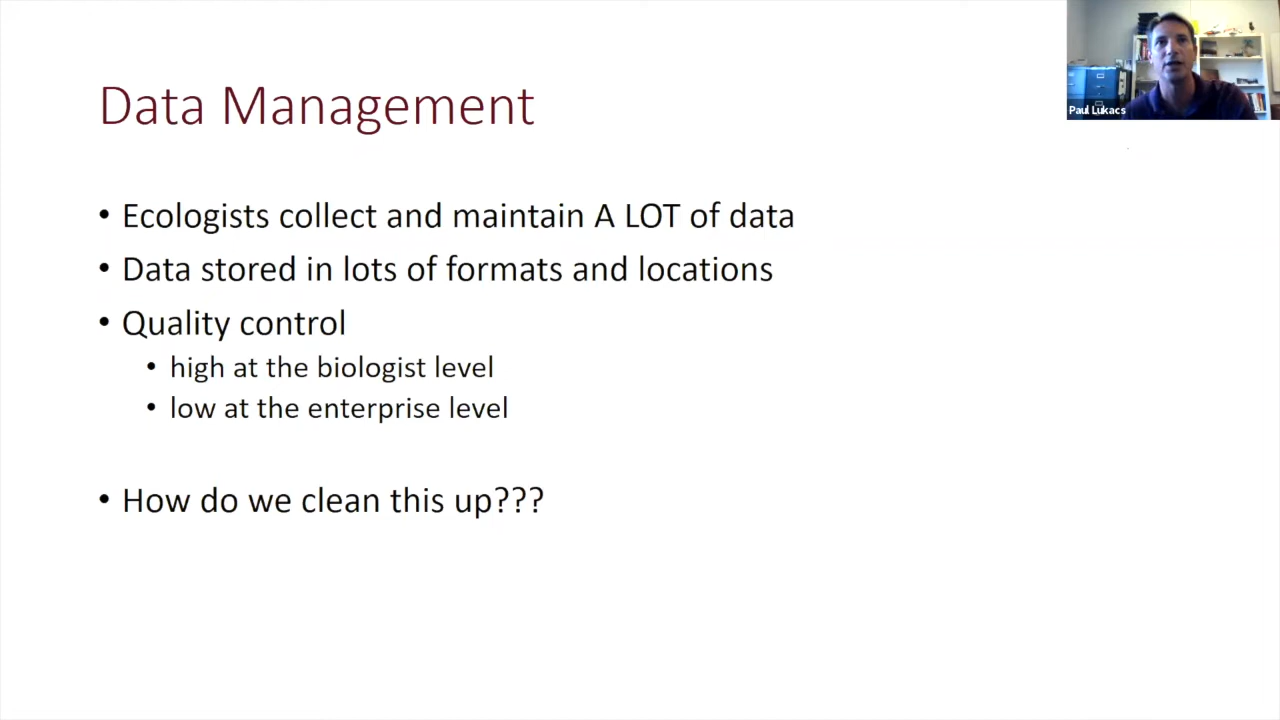 Data Management
• Ecologists collect and maintain A LOT of data
• Data stored in lots of formats and locations
• Quality control
• high at the biologist level
• low at the enterprise level
• How do we clean this up???
Paul Lukacs